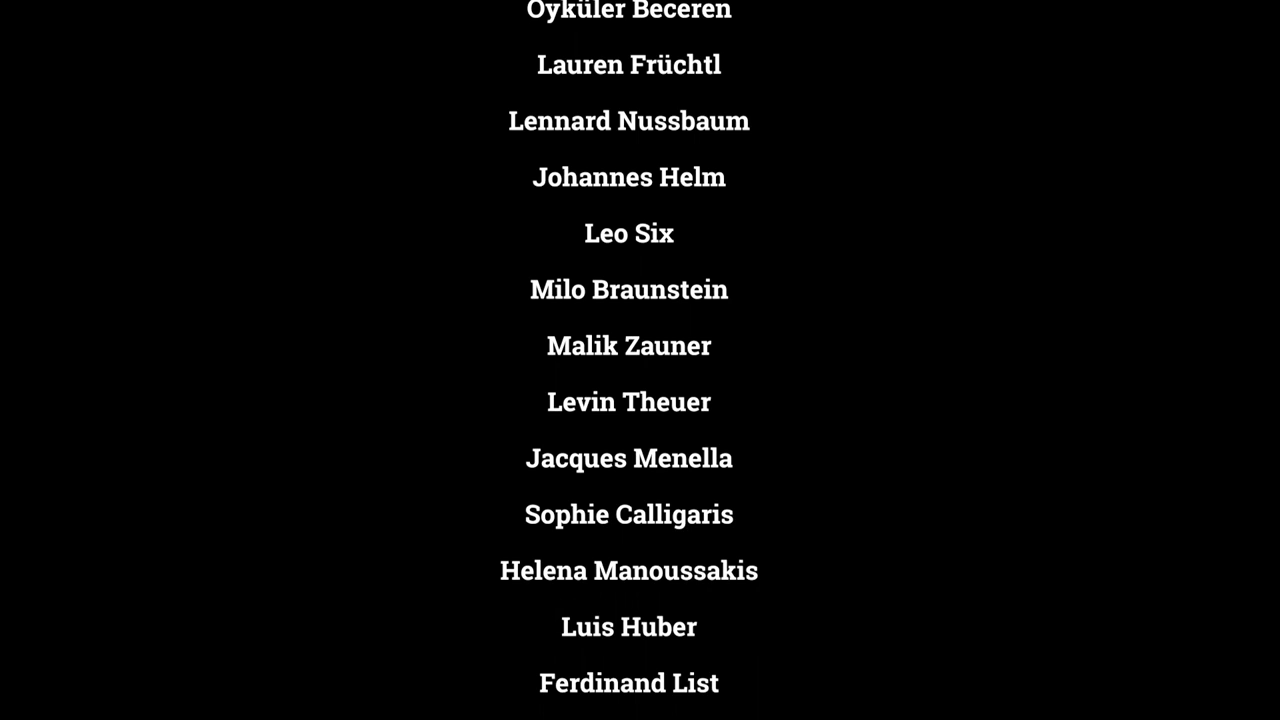 Öyküler Beceren
Lauren Früchtl
Lennard Nussbaum
Johannes Helm
Leo Six
Milo Braunstein
Malik Zauner
Levin Theuer
Jacques Menella
Sophie Calligaris
Helena Manoussakis
Luis Huber
Ferdinand List